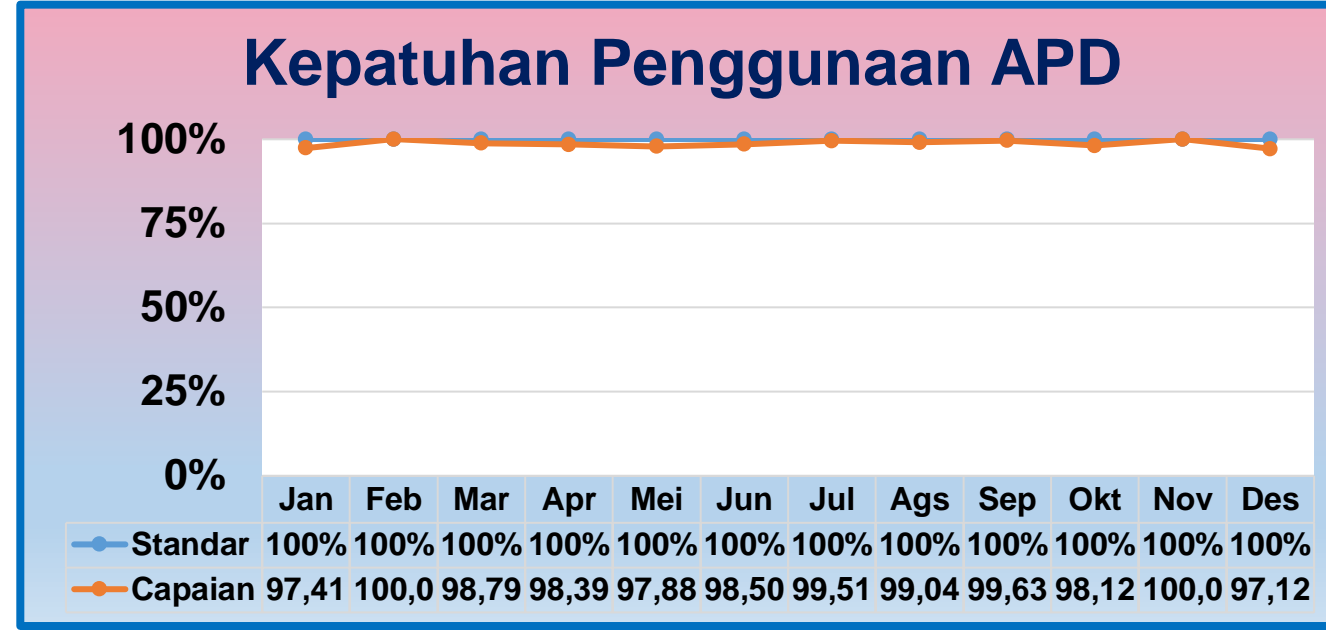 Kepatuhan Penggunaan APD
100%
75%
50%
25%
0%
Jan Feb Mar Apr Mei Jun Jul Ags Sep Okt Nov Des
Standar 100% 100% 100% 100% 100% 100% 100% 100% 100% 100% 100% 100%
Capaian 97,41 100,0 98,79 98,39 97,88 98,50 99,51 99,04 99,63 98,12 100,0 97,12